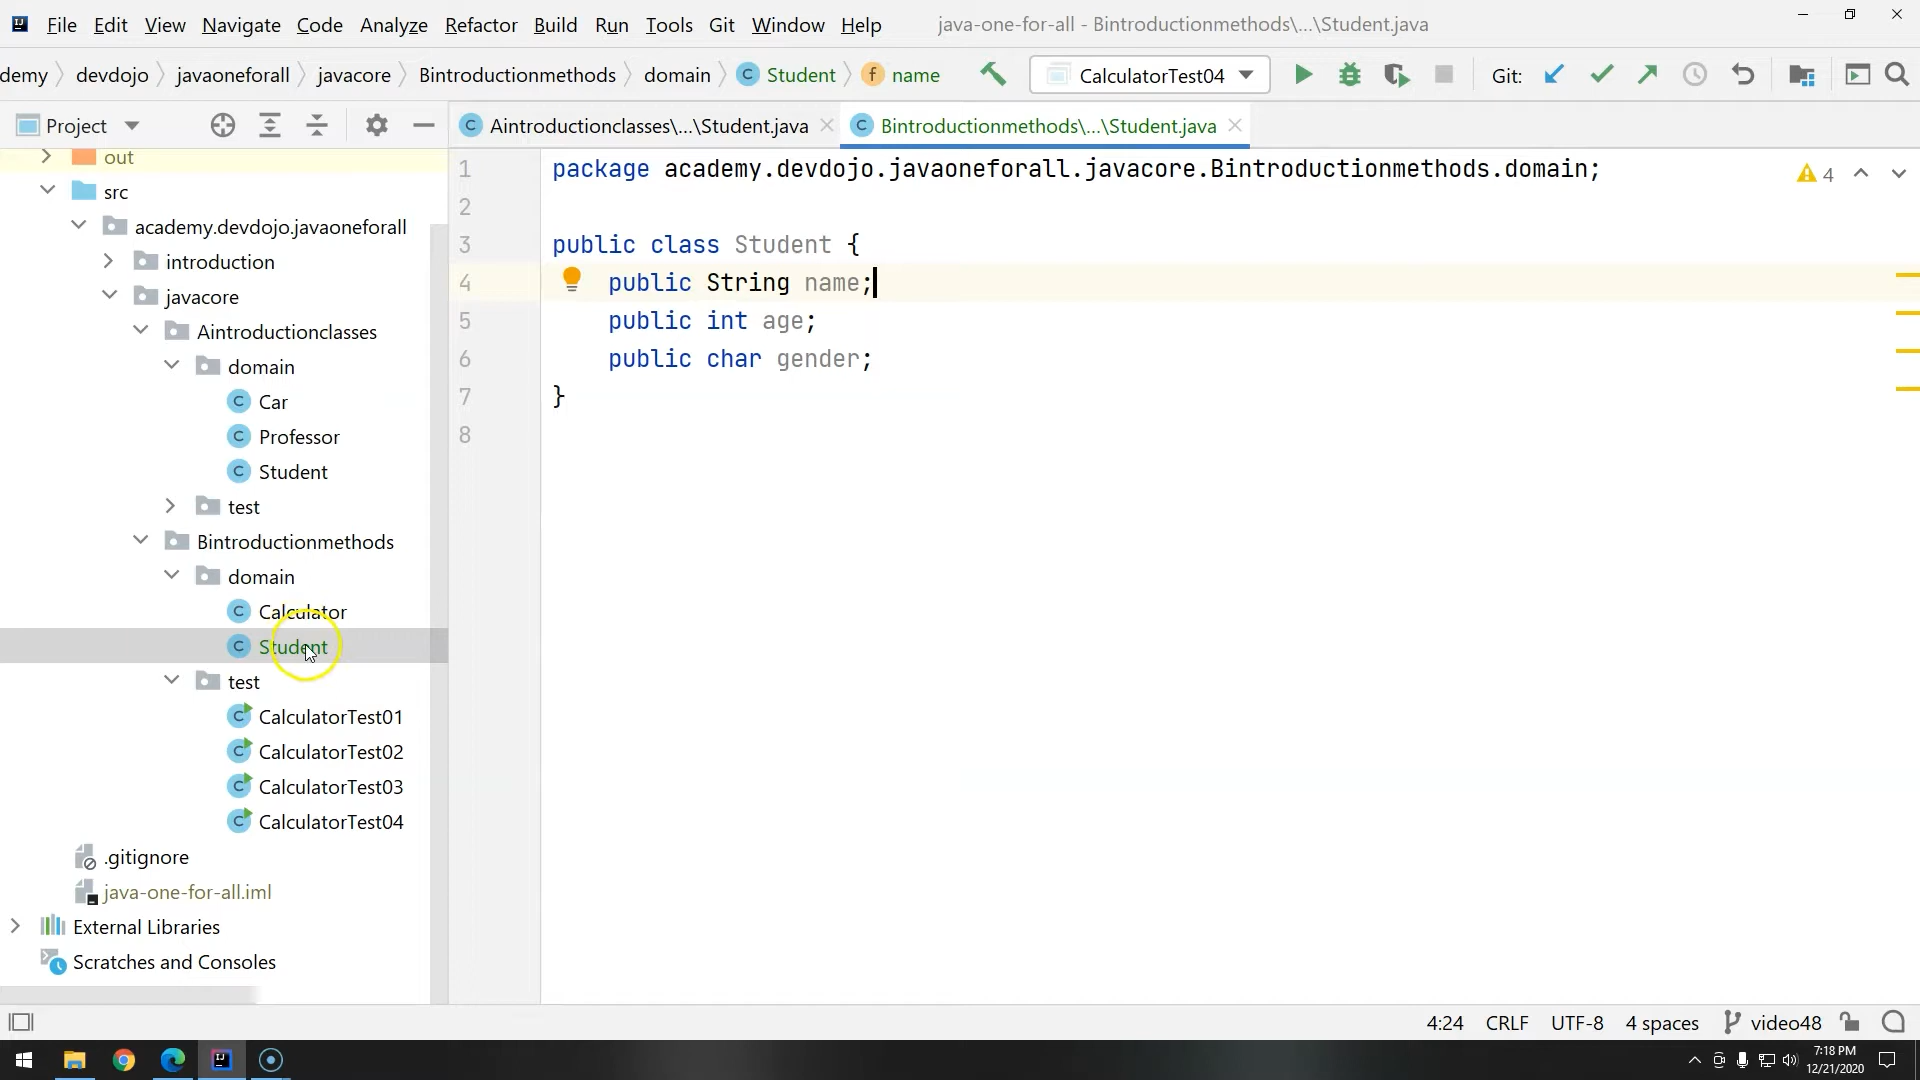 File Edit View Navigate Code Analyze Refactor Build Run Tools Git Window Help java-one-for-all - Bintroductionmethods\...\Student.java
demy devdojo javaoneforall javacore Bintroductionmethods domain Student name CalculatorTest04 Git:
Project
Aintroductionclasses\...\Student.java
Bintroductionmethods\...\Student.java
out
src
academy.devdojo.javaoneforall
introduction
javacore
Aintroductionclasses
domain
Car
Professor
Student
test
Bintroductionmethods
domain
Calculator
Student
test
CalculatorTest01
CalculatorTest02
CalculatorTest03
CalculatorTest04
.gitignore
java-one-for-all.iml
External Libraries
Scratches and Consoles
1 package academy.devdojo.javaoneforall.javacore.Bintroductionmethods.domain;
2
3 public class Student {
4 public String name;
5 public int age;
6 public char gender;
7 }
8
4
4:24 CRLF UTF-8 4 spaces video48
7:18 PM
12/21/2020